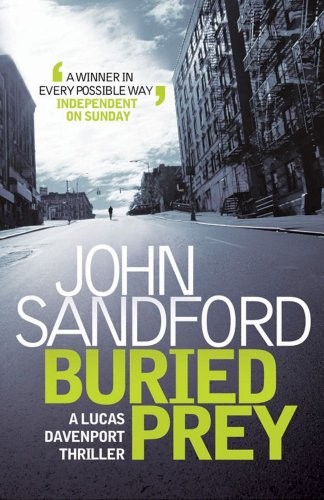 ‘A WINNER IN
EVERY POSSIBLE WAY’
INDEPENDENT
ON SUNDAY
JOHN
SANDFORD
BURIED
PREY
A LUCAS
DAVENPORT
THRILLER